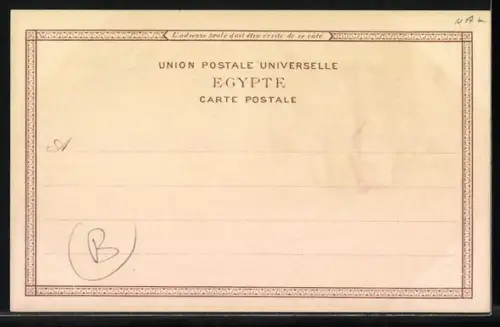 L'adresse seule doit être écrite de ce côté
UNION POSTALE UNIVERSELLE
EGYPTE
CARTE POSTALE
A
B